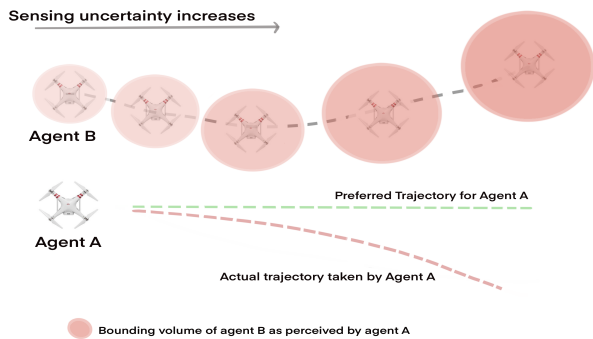 Sensing uncertainty increases
Agent B
Preferred Trajectory for Agent A
Agent A
Actual trajectory taken by Agent A
Bounding volume of agent B as perceived by agent A